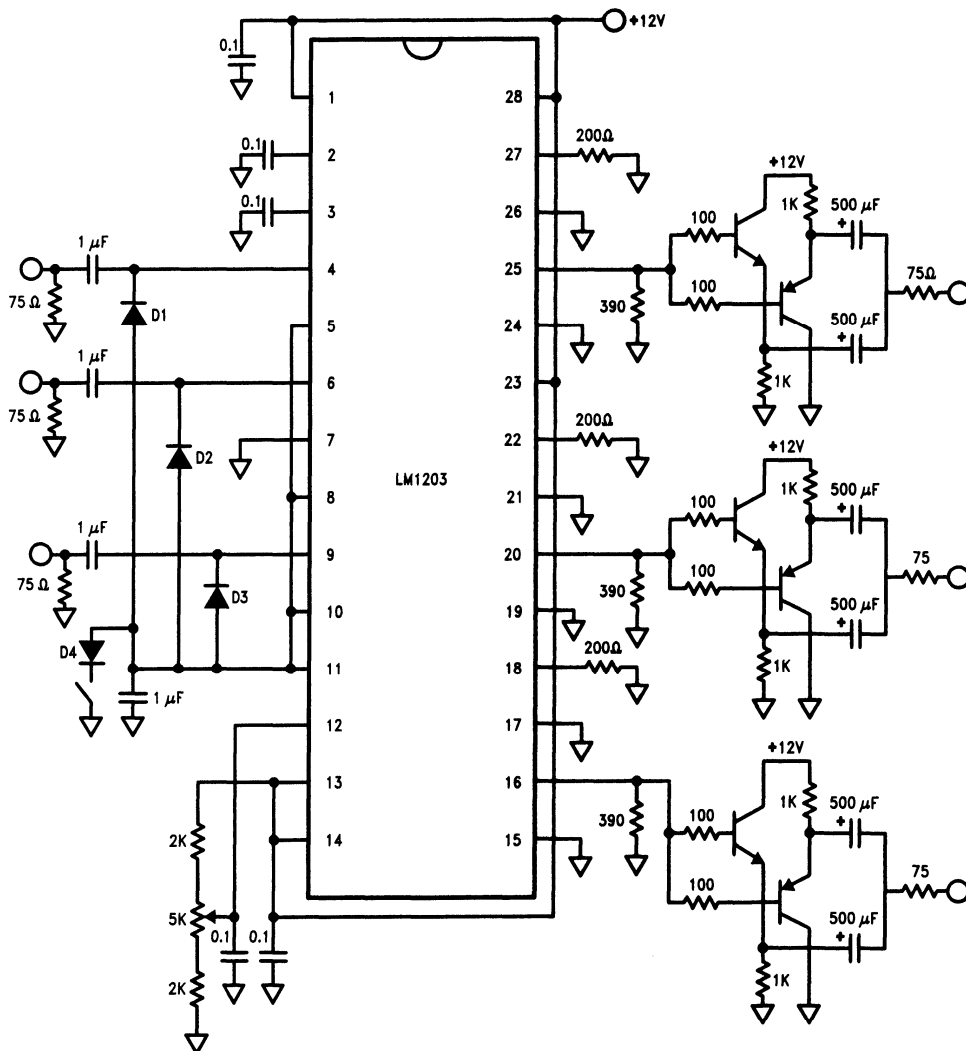 +12V
0.1
1
28
200Ω
0.1
2
27
+12V
0.1
3
26
100
1K
500 µF
+
1 µF
4
25
75Ω
75Ω
D1
390
100
5
24
500 µF
+
1 µF
6
23
1K
75Ω
200Ω
7
22
+12V
D2
LM1203
1K
500 µF
8
21
100
+
1 µF
9
20
75
75Ω
D3
390
100
10
19
500 µF
+
D4
200Ω
11
18
1K
1 µF
12
17
+12V
13
16
1K
500 µF
390
100
+
2K
14
15
75
5K
100
0.1
0.1
500 µF
+
2K
1K